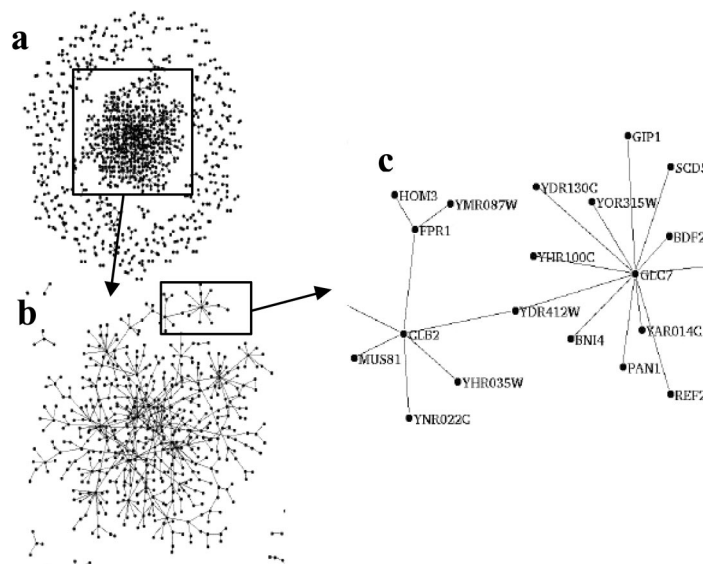 a
b
c
GIP1
SCD5
HOM3
YMR087W
YDR130C
YOR315W
FPR1
BDF2
YHR100C
GLC7
YDR412W
CLB2
BNI4
YAR014C
MUS81
PAN1
YHR035W
REF2
YNR022C